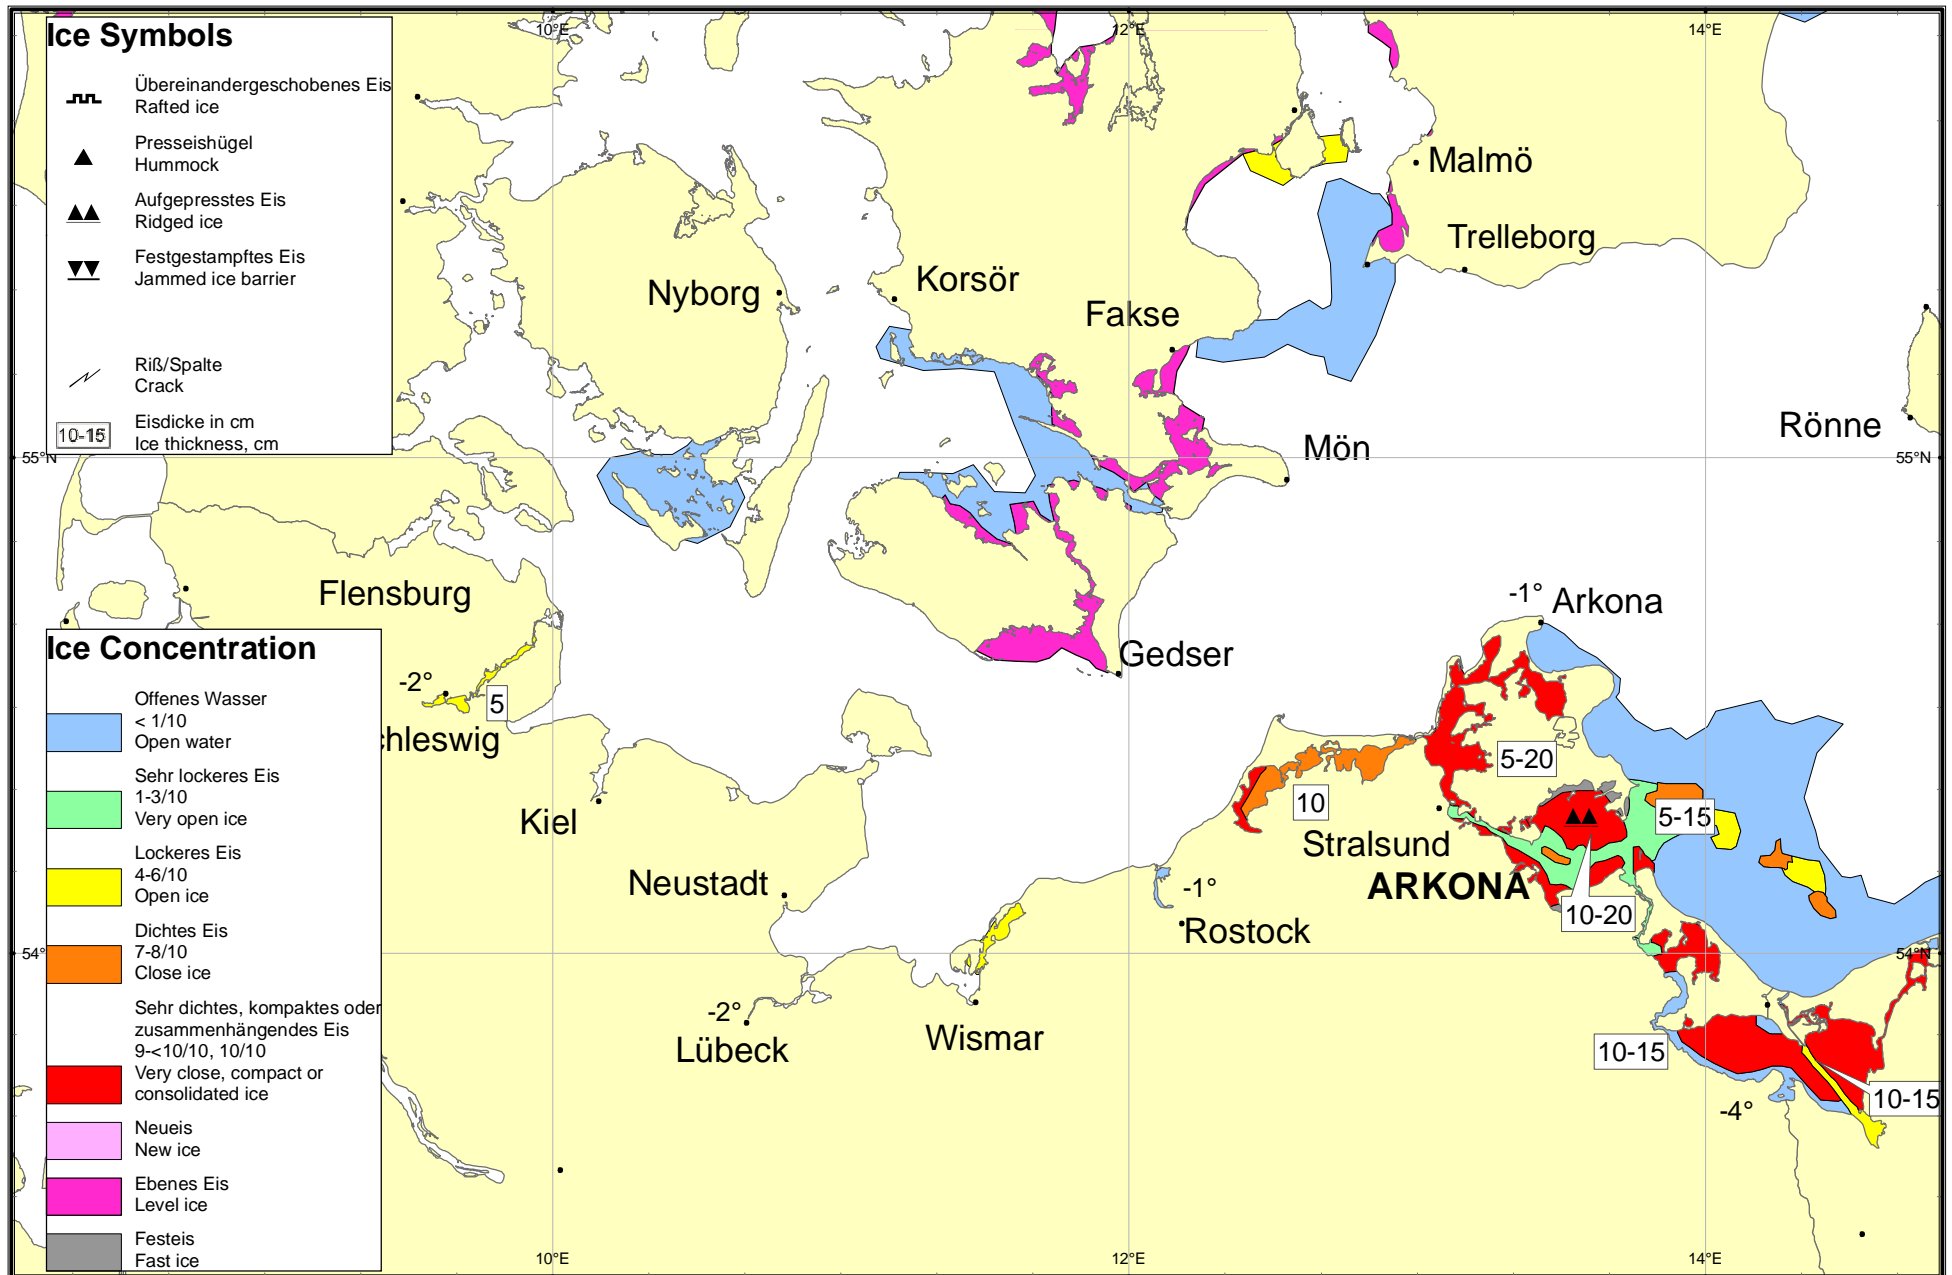 Ice Symbols
Übereinandergeschobenes Eis
Rafted ice
Presseishügel
Hummock
Aufgepresstes Eis
Ridged ice
Festgestampftes Eis
Jammed ice barrier
Riß/Spalte
Crack
10-15
Eisdicke in cm
Ice thickness, cm
Ice Concentration
Offenes Wasser
< 1/10
Open water
Sehr lockeres Eis
1-3/10
Very open ice
Lockeres Eis
4-6/10
Open ice
Dichtes Eis
7-8/10
Close ice
Sehr dichtes, kompaktes oder
zusammenhängendes Eis
9-<10/10, 10/10
Very close, compact or
consolidated ice
Neueis
New ice
Ebenes Eis
Level ice
Festeis
Fast ice
10°E
12°E
14°E
Malmö
Trelleborg
Nyborg
Korsör
Fakse
Rönne
Mön
55°N
55°N
Flensburg
-1° Arkona
Gedser
-2°
5
chleswig
5-20
10
Kiel
5-15
Stralsund
Neustadt
ARKONA
-1°
10-20
Rostock
54°
54°N
-2°
Wismar
Lübeck
10-15
10-15
-4°
10°E
12°E
14°E